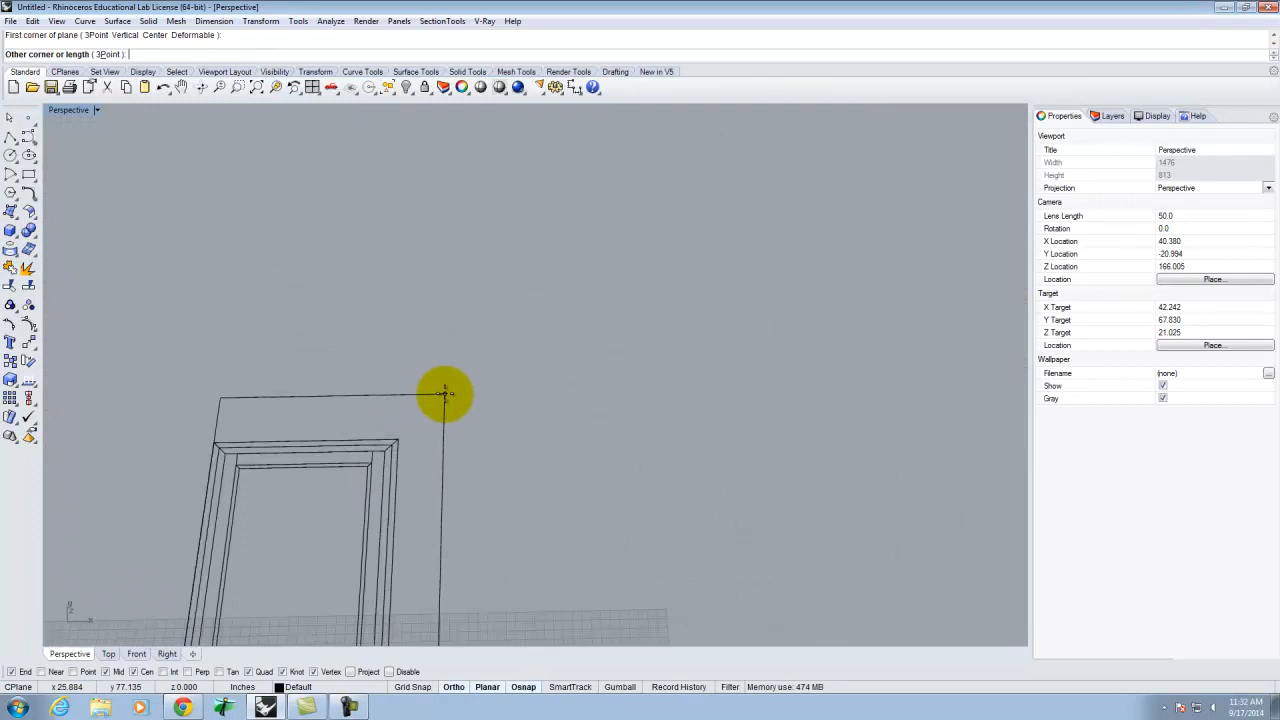 Untitled - Rhinoceros Educational Lab License (64-bit) - [Perspective]
File Edit View Curve Surface Solid Mesh Dimension Transform Tools Analyze Render Panels SectionTools V-Ray Help
First corner of plane ( 3Point Vertical Center Deformable ):
Other corner or length ( 3Point ):
Standard CPlanes Set View Display Select Viewport Layout Visibility Transform Curve Tools Surface Tools Solid Tools Mesh Tools Render Tools Drafting New in V5
Perspective
Properties Layers Display Help
Viewport
Title Perspective
Width 1476
Height 813
Projection Perspective
Camera
Lens Length 50.0
Rotation 0.0
X Location 40.380
Y Location -20.994
Z Location 166.005
Location Place...
Target
X Target 42.242
Y Target 67.830
Z Target 21.025
Location Place...
Wallpaper
Filename (none) ...
Show
Gray
Perspective Top Front Right
End Near Point Mid Cen Int Perp Tan Quad Knot Vertex Project Disable
CPlane x 25.884 y 77.135 z 0.000 Inches Default Grid Snap Ortho Planar Osnap SmartTrack Gumball Record History Filter Memory use: 474 MB
11:32 AM
9/17/2014